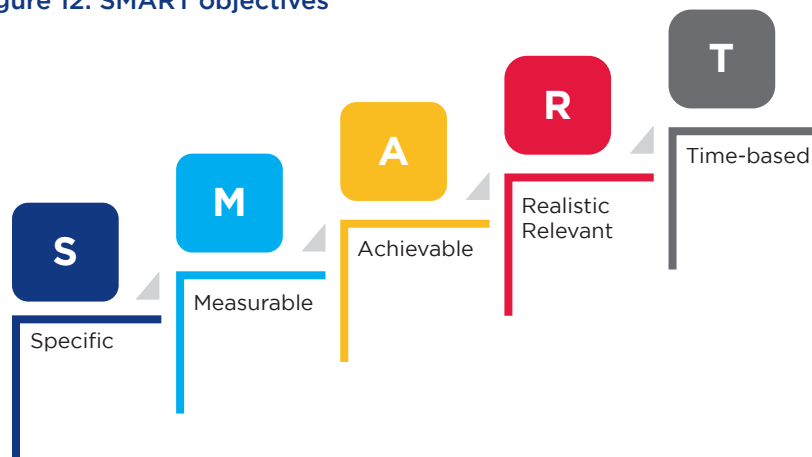 gure 12. SMART objectives
S
Specific
M
Measurable
A
Achievable
R
Realistic
Relevant
T
Time-based